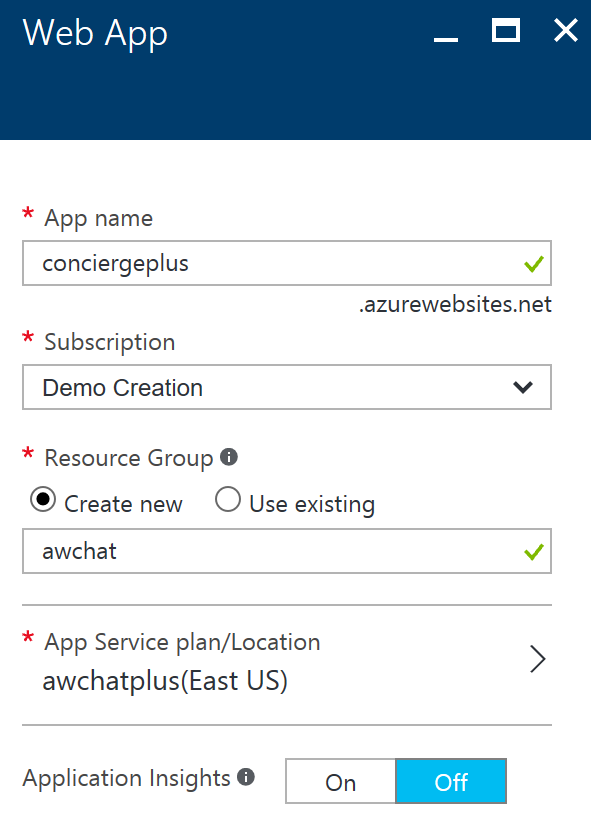 Web App
* App name
conciergeplus
.azurewebsites.net
* Subscription
Demo Creation
* Resource Group
Create new Use existing
awchat
* App Service plan/Location
awchatplus(East US)
Application Insights On Off